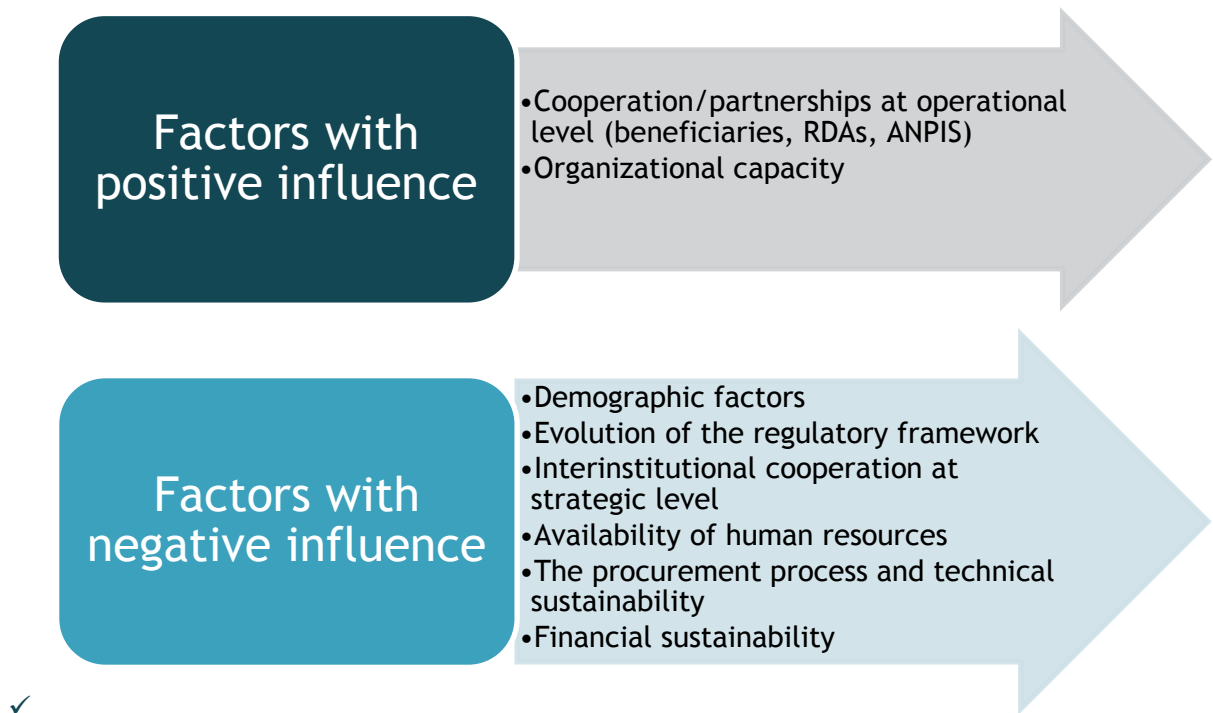 Factors with
positive influence
•Cooperation/partnerships at operational
level (beneficiaries, RDAs, ANPIS)
•Organizational capacity
Factors with
negative influence
•Demographic factors
•Evolution of the regulatory framework
•Interinstitutional cooperation at
strategic level
•Availability of human resources
•The procurement process and technical
sustainability
•Financial sustainability
✓